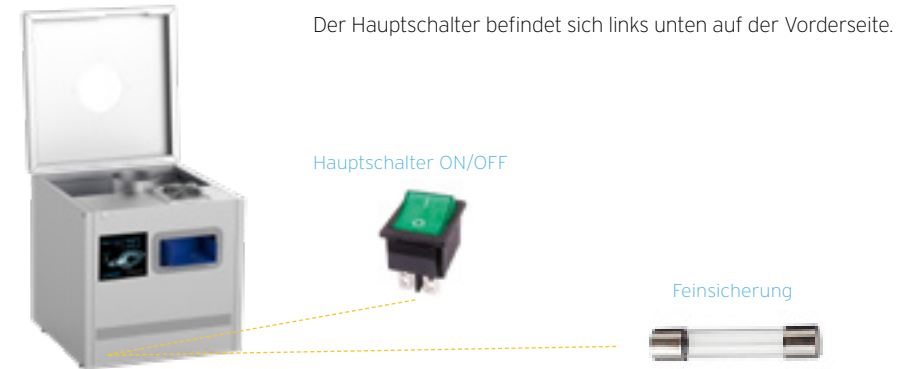 Der Hauptschalter befindet sich links unten auf der Vorderseite.
Hauptschalter ON/OFF
Feinsicherung